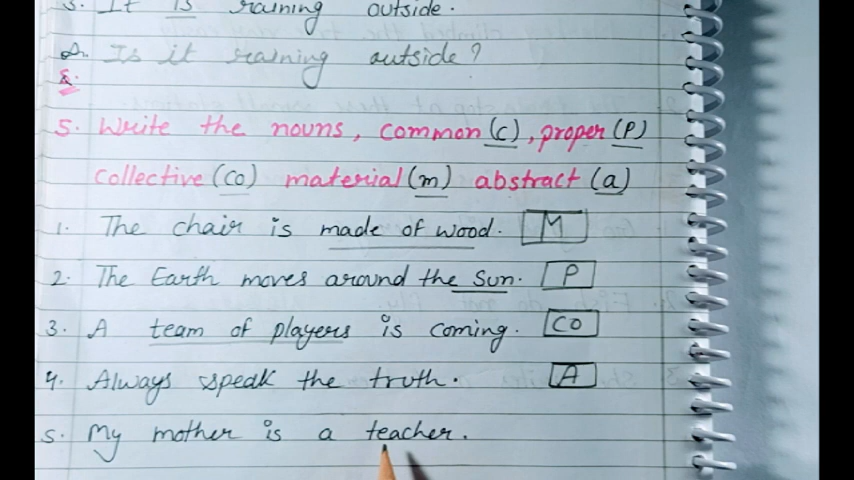 3. It is raining outside.
A. Is it raining outside?
5. Write the nouns, common (c), proper (P)
collective (co) material (m) abstract (a)
1. The chair is made of wood. M
2. The Earth moves around the Sun. P
3. A team of players is coming. CO
4. Always speak the truth. A
5. My mother is a teacher.